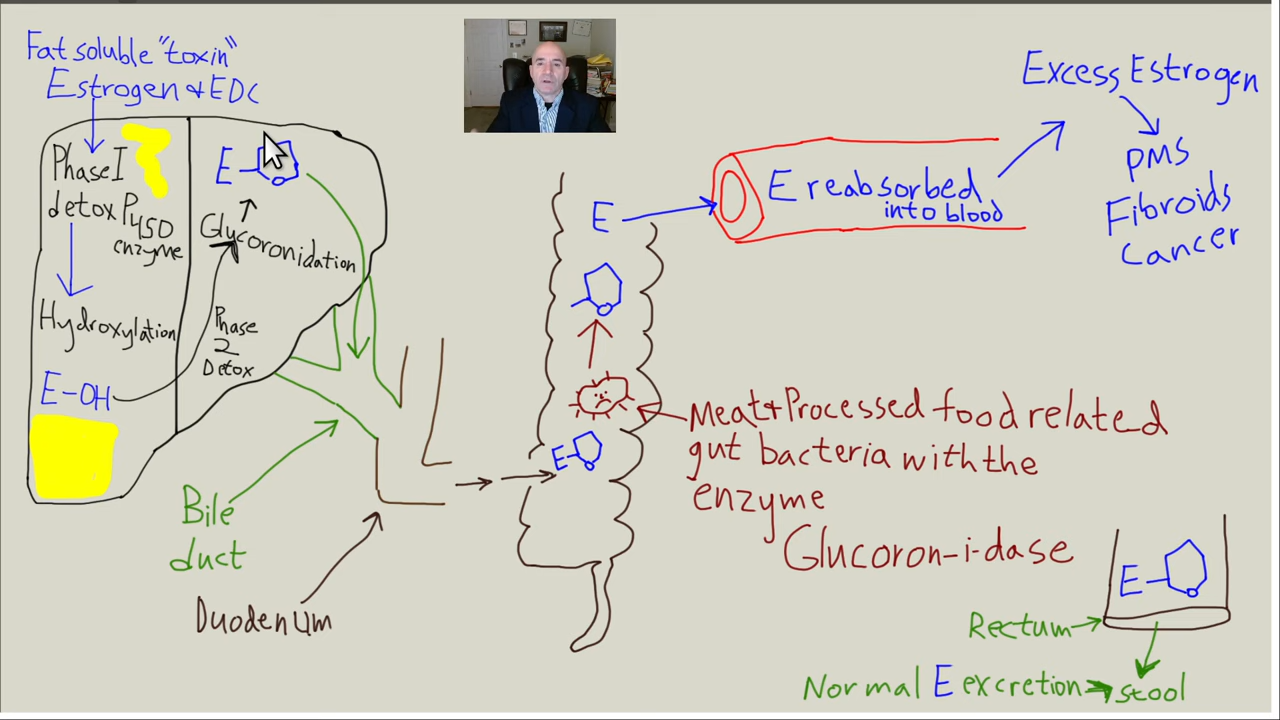 Fat soluble "toxin"
Estrogen & EDC
Phase I
detox P450
enzyme
Hydroxylation
E-OH
E
Glucoronidation
Phase
2
Detox
Bile
duct
Duodenum
E
E
E reabsorbed
into blood
Excess Estrogen
PMS
Fibroids
Cancer
Meat & Processed food related
gut bacteria with the
enzyme
Glucoron-i-dase
E
Rectum
Normal E excretion
stool